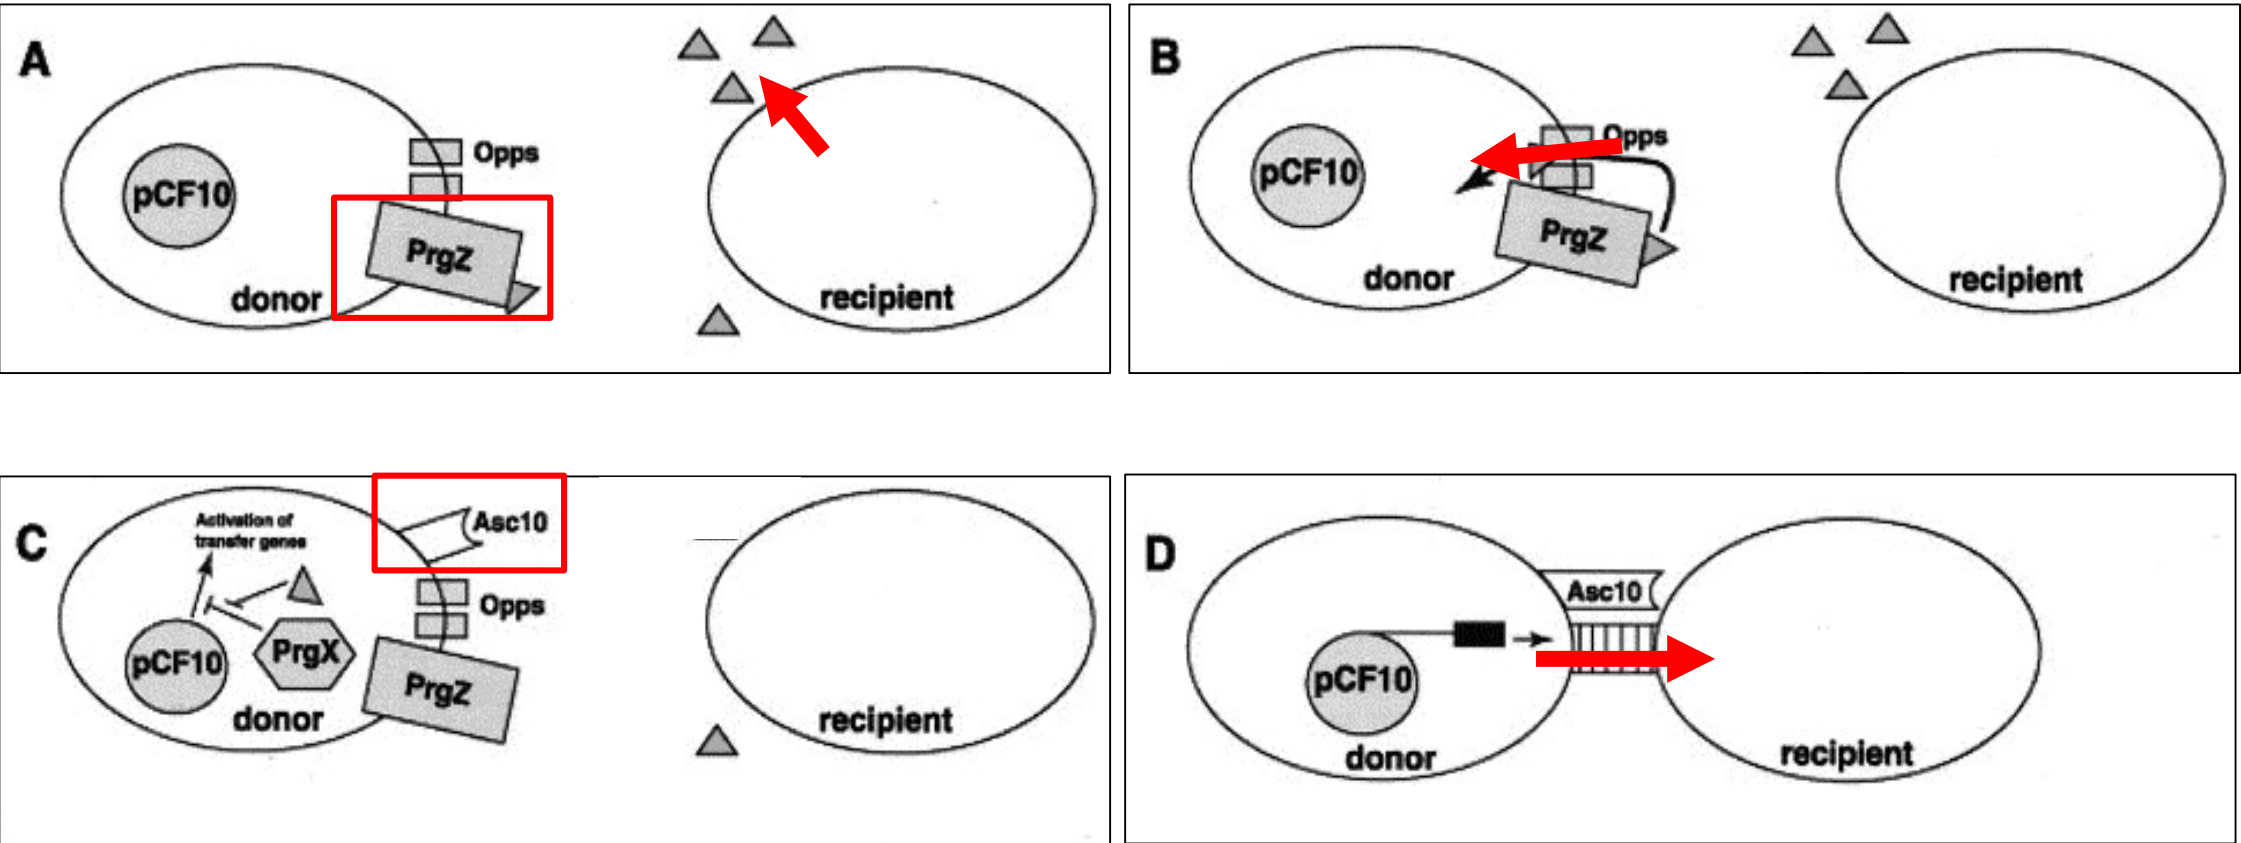 A
pCF10
Opps
PrgZ
donor
recipient
B
pCF10
Opps
PrgZ
donor
recipient
C
Activation of
transfer genes
Asc10
Opps
pCF10
PrgX
PrgZ
donor
recipient
D
Asc10
pCF10
donor
recipient